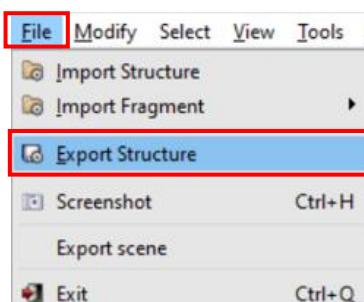 File Modify Select View Tools
Import Structure
Import Fragment
Export Structure
Screenshot Ctrl+H
Export scene
Exit Ctrl+Q